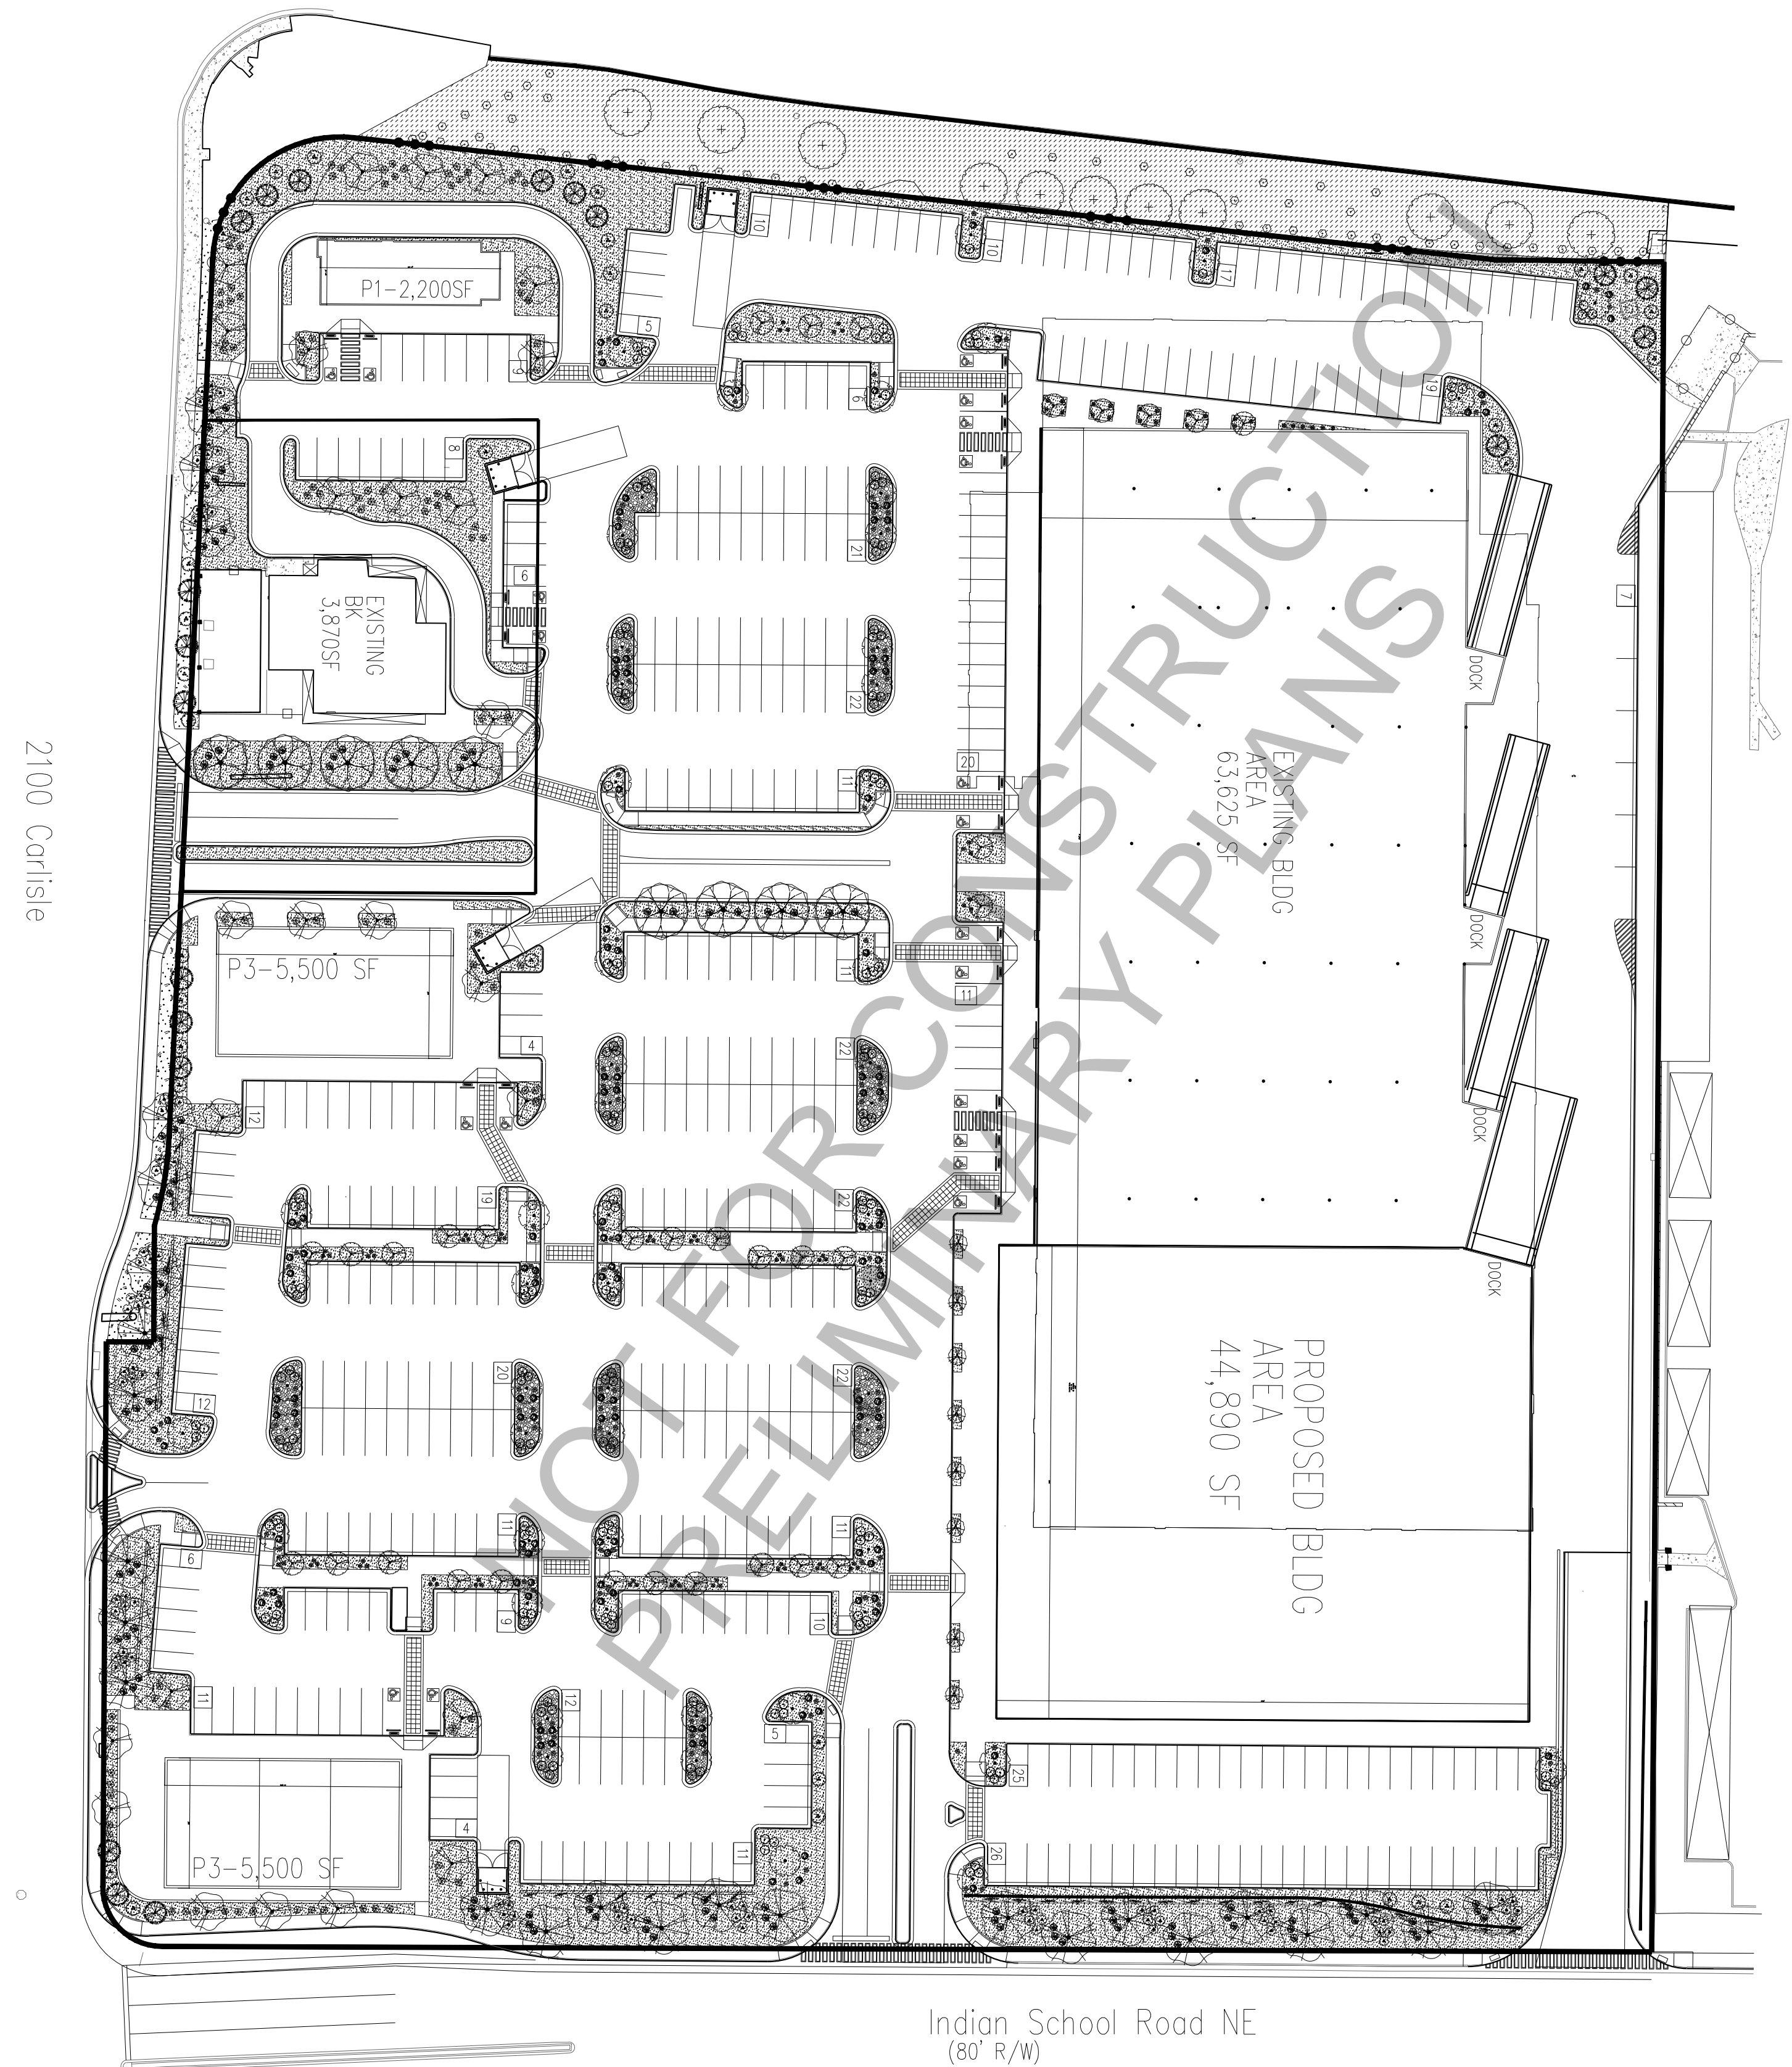 10
10
17
P1-2,200SF
5
9
6
19
8
21
6
7
EXISTING
BK
3,870SF
DOCK
22
20
11
EXISTING BLDG
AREA
63,625 SF
2100 Carlisle
DOCK
P3-5,500 SF
11
11
4
22
12
DOCK
19
22
DOCK
20
22
12
PROPOSED BLDG
AREA
44,890 SF
11
11
6
9
10
11
12
5
25
4
11
26
P3-5,500 SF
NOT FOR CONSTRUCTION
PRELIMINARY PLANS
Indian School Road NE
(80' R/W)